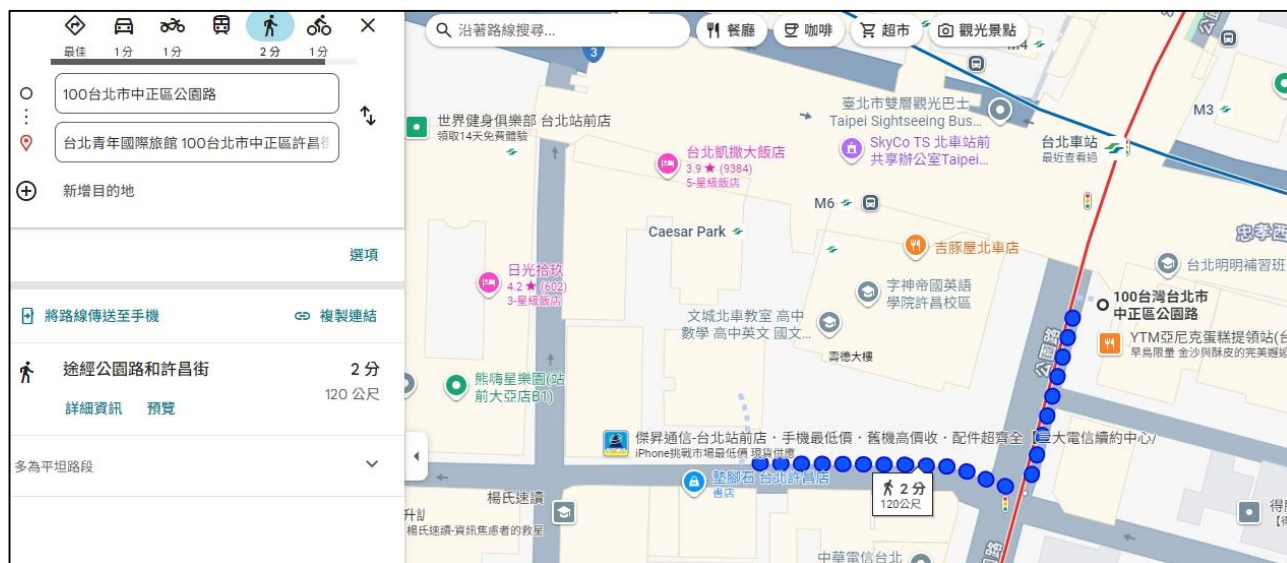 最佳
1 分
1 分
2 分
1 分
100台北市中正區公園路
台北青年國際旅館 100台北市中正區許昌街
新增目的地
選項
將路線傳送至手機
複製連結
途經公園路和許昌街
2 分
120 公尺
詳細資訊
預覽
多為平坦路段
沿著路線搜尋...
餐廳
咖啡
超市
觀光景點
3
M4
M3
公園路
世界健身俱樂部 台北站前店
領取14天免費體驗
臺北市雙層觀光巴士
Taipei Sightseeing Bus...
台北凱撒大飯店
3.9 ★ (9384)
5-星級飯店
SkyCo TS 北車站前
共享辦公室Taipei...
台北車站
最近查看過
M6
Caesar Park
吉豚屋北車店
忠孝西
台北明明補習班
日光拾玖
4.2 ★ (602)
3-星級飯店
字神帝國英語
學院許昌校區
100台灣台北市
中正區公園路
文城北車教室 高中
數學 高中英文 國文...
壽德大樓
公園路
YTM亞尼克蛋糕提領站(台
早鳥限量 金沙與酥皮的完美邂逅
熊嗨星樂園(站
前大亞店B1)
傑昇通信-台北站前店・手機最低價・舊機高價收・配件超齊全【三大電信續約中心/
iPhone挑戰市場最低價 現貨供應
墊腳石 台北許昌店
書店
2 分
120公尺
楊氏速讀
楊氏速讀-資訊焦慮者的救星
中華電信台北
園路